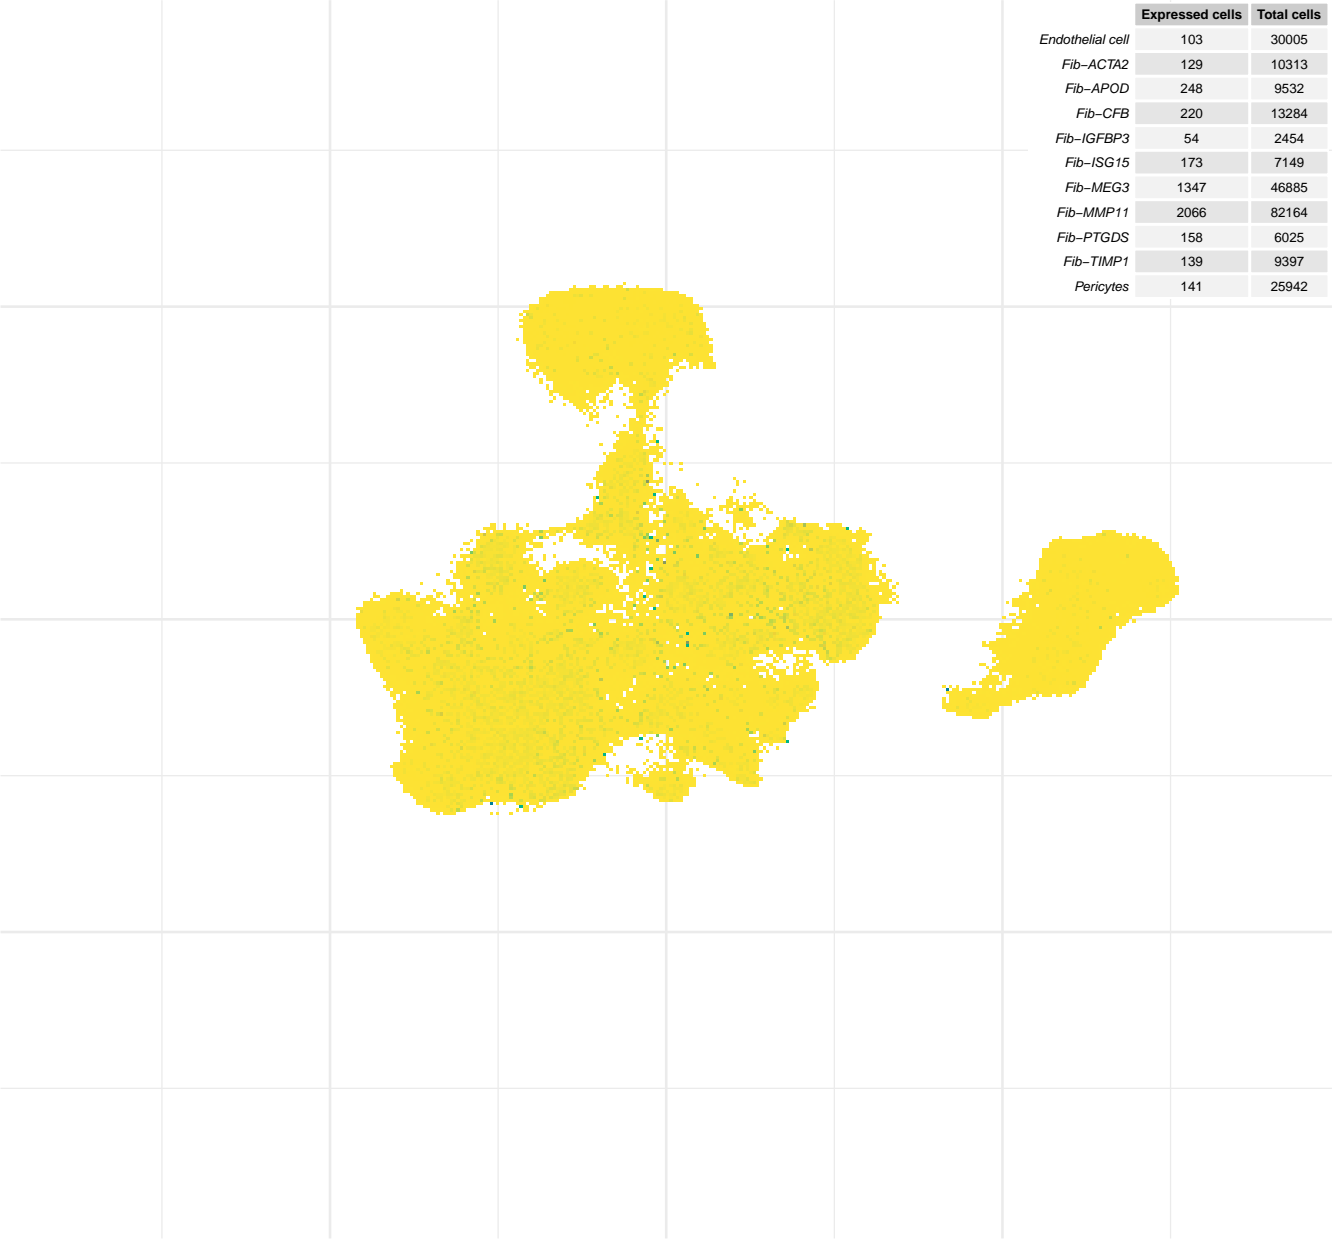 Expressed cells Total cells
Endothelial cell 103 30005
Fib−ACTA2 129 10313
Fib−APOD 248 9532
Fib−CFB 220 13284
Fib−IGFBP3 54 2454
Fib−ISG15 173 7149
Fib−MEG3 1347 46885
Fib−MMP11 2066 82164
Fib−PTGDS 158 6025
Fib−TIMP1 139 9397
Pericytes 141 25942